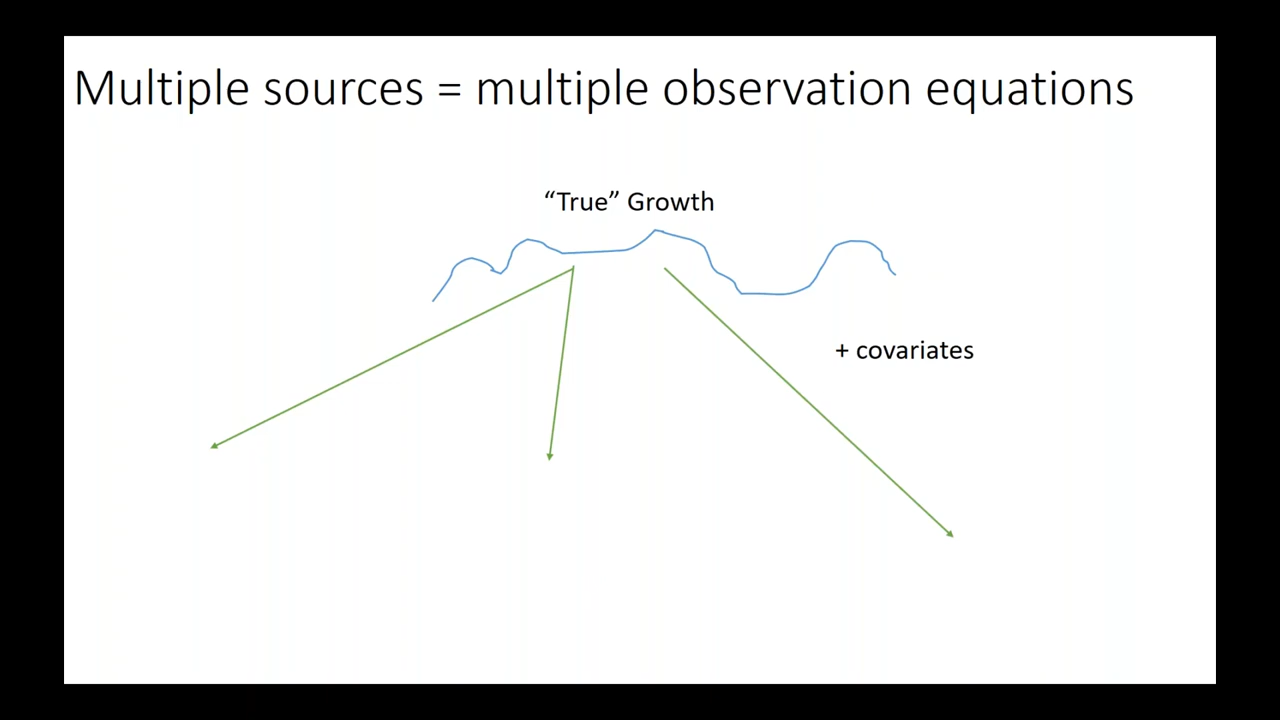 Multiple sources = multiple observation equations
“True” Growth
+ covariates